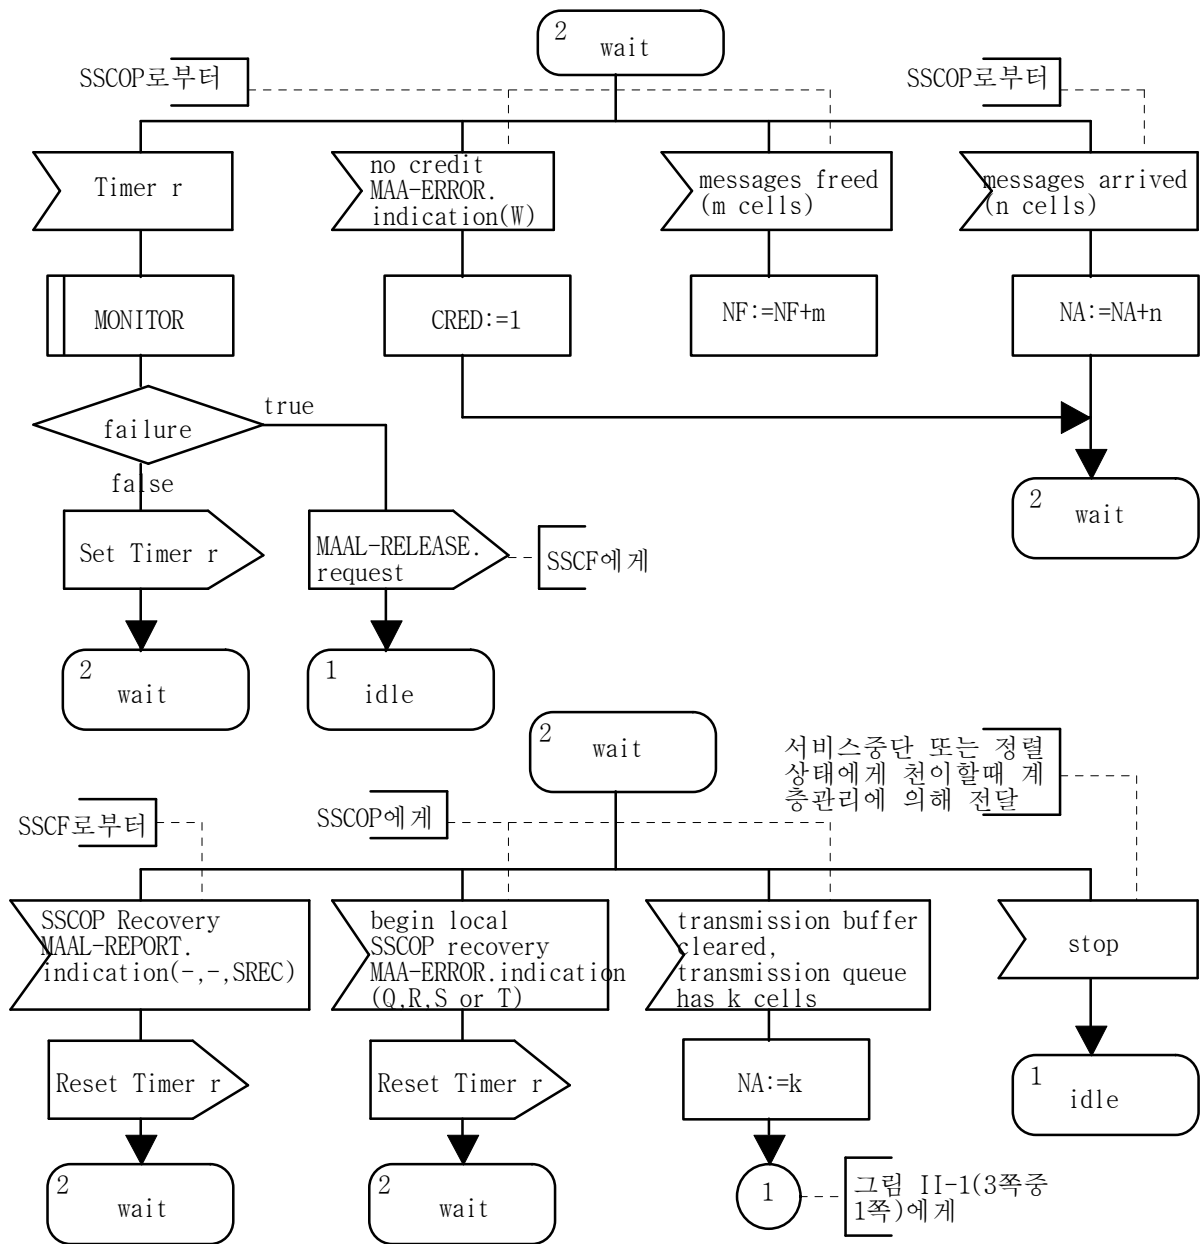 2
wait
SSCOP로부터
SSCOP로부터
Timer r
no credit
MAA-ERROR.
indication(W)
messages freed
(m cells)
messages arrived
(n cells)
MONITOR
CRED:=1
NF:=NF+m
NA:=NA+n
failure
true
false
Set Timer r
MAAL-RELEASE.
request
SSCF에게
2
wait
2
wait
1
idle
2
wait
서비스중단 또는 정렬
상태에게 천이할때 계
층관리에 의해 전달
SSCF로부터
SSCOP에게
SSCOP Recovery
MAAL-REPORT.
indication(-,-,SREC)
begin local
SSCOP recovery
MAA-ERROR.indication
(Q,R,S or T)
transmission buffer
cleared,
transmission queue
has k cells
stop
Reset Timer r
Reset Timer r
NA:=k
1
idle
2
wait
2
wait
1
그림 II-1(3쪽중
1쪽)에게